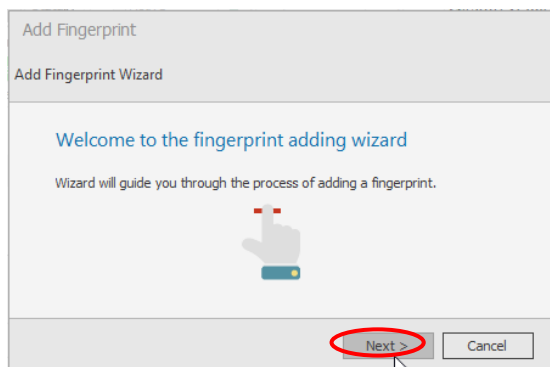 Add Fingerprint
Add Fingerprint Wizard
Welcome to the fingerprint adding wizard
Wizard will guide you through the process of adding a fingerprint.
Next > Cancel